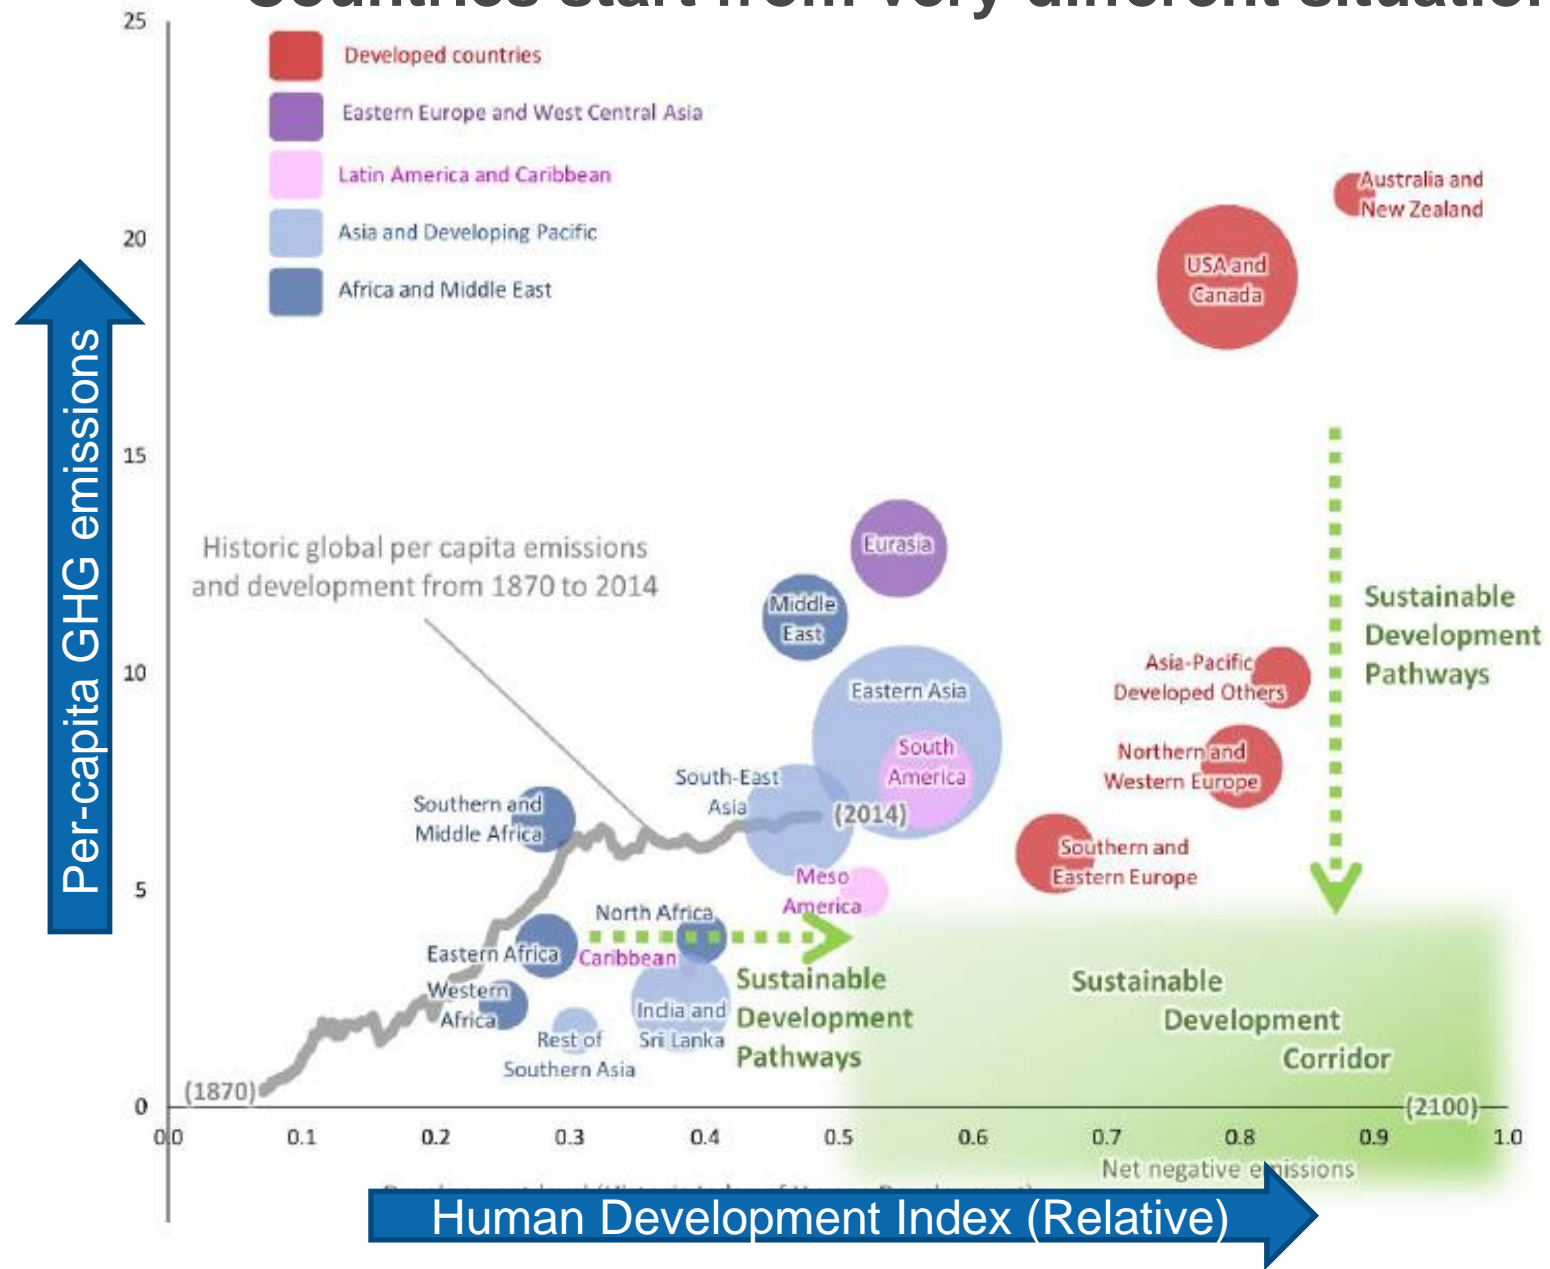 Countries start from very different situation
25
20
15
10
5
0
Per-capita GHG emissions
Developed countries
Eastern Europe and West Central Asia
Latin America and Caribbean
Asia and Developing Pacific
Africa and Middle East
Australia and
New Zealand
USA and
Canada
Historic global per capita emissions
and development from 1870 to 2014
Eurasia
Middle
East
Sustainable
Development
Pathways
Asia-Pacific
Developed Others
Eastern Asia
South
America
Northern and
Western Europe
South-East
Asia
(2014)
Southern and
Middle Africa
Southern and
Eastern Europe
Meso
America
North Africa
Eastern Africa
Caribbean
Western
Africa
India and
Sri Lanka
Rest of
Southern Asia
Sustainable
Development
Pathways
Sustainable
Development
Corridor
(1870)
(2100)
0.0
0.1
0.2
0.3
0.4
0.5
0.6
0.7
0.8
0.9
1.0
Net negative emissions
Human Development Index (Relative)